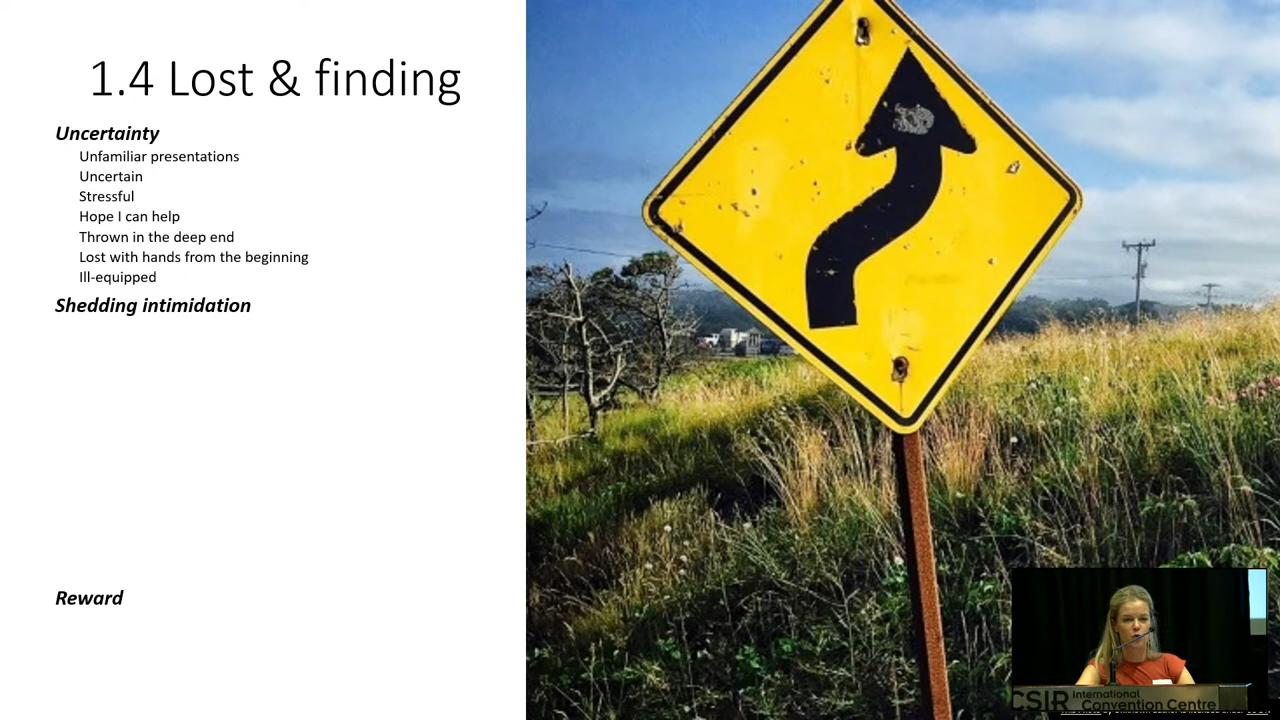 1.4 Lost & finding
Uncertainty
Unfamiliar presentations
Uncertain
Stressful
Hope I can help
Thrown in the deep end
Lost with hands from the beginning
Ill-equipped
Shedding intimidation
Reward
CSIR International
Convention Centre